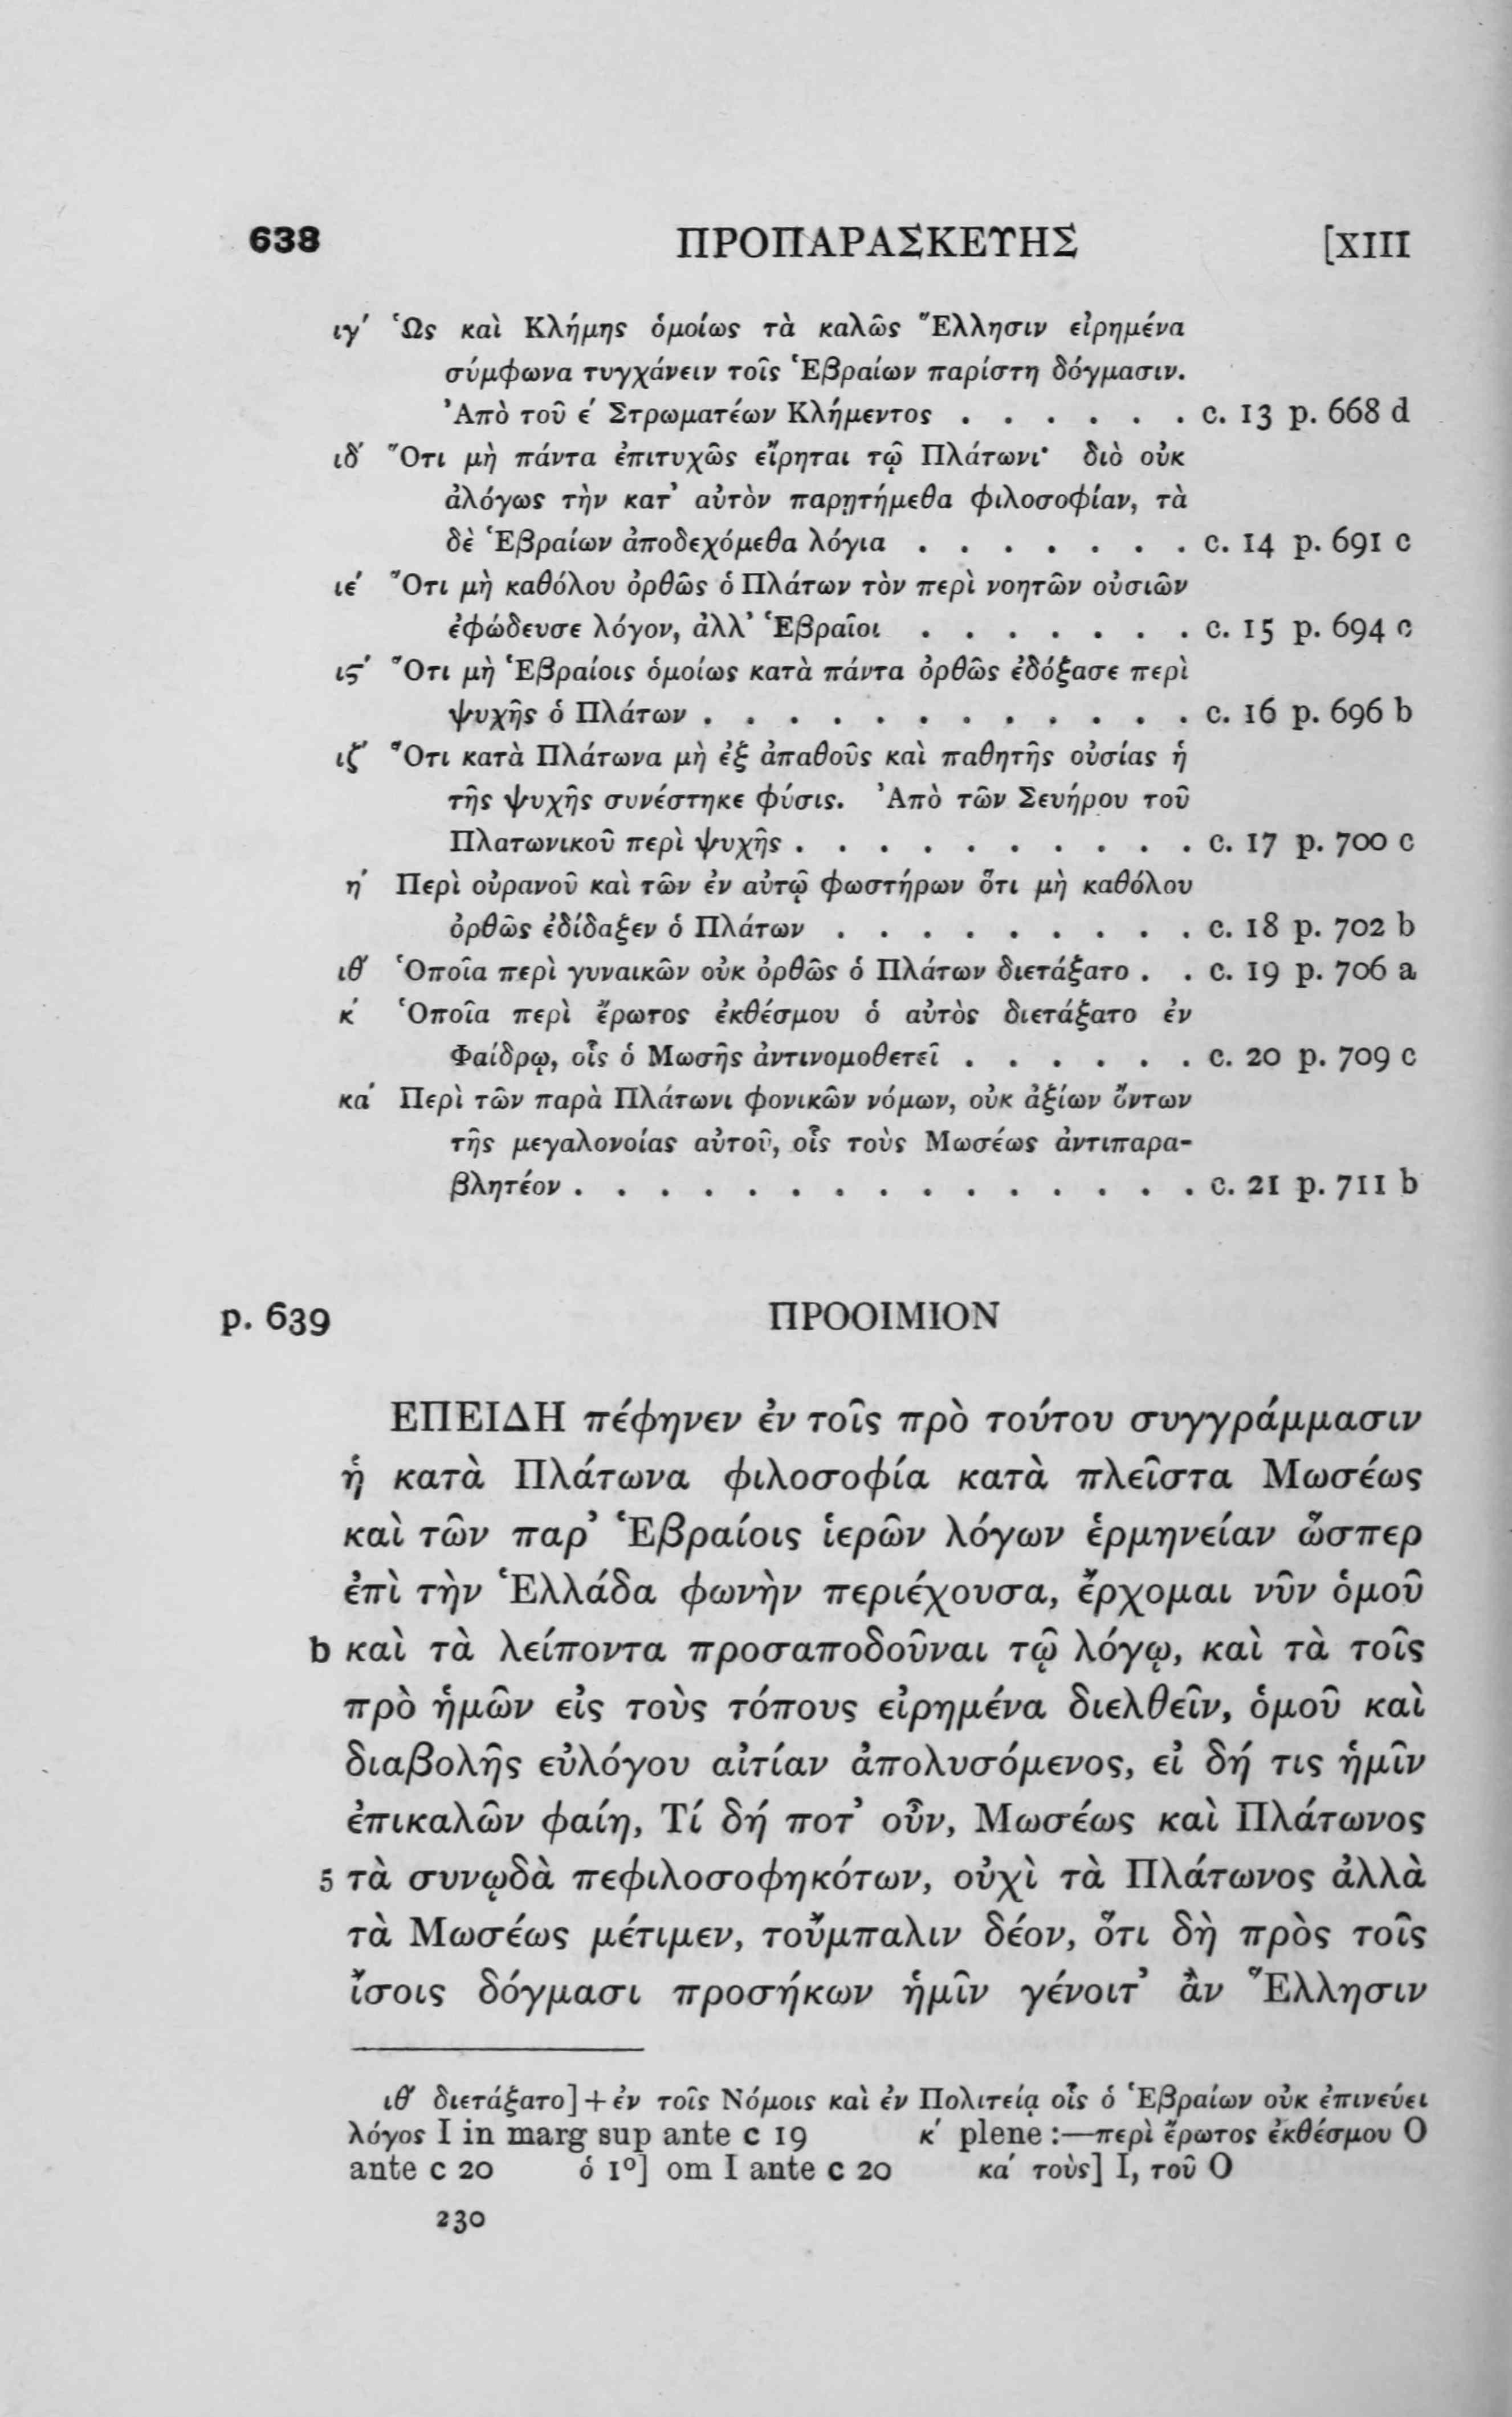 638 ΠΡΟΠΑΡΑΣΚΕΥΗΣ [XIII
ιγ΄ Ὡς καὶ Κλήμης ὁμοίως τὰ καλῶς Ἕλλησιν εἰρημένα
σύμφωνα τυγχάνειν τοῖς Ἑβραίων παρίστη δόγμασιν.
Ἀπὸ τοῦ ε΄ Στρωματέων Κλήμεντος . . . . . . c. 13 p. 668 d
ιδ΄ Ὅτι μὴ πάντα ἐπιτυχῶς εἴρηται τῷ Πλάτωνι· διὸ οὐκ
ἀλόγως τὴν κατ’ αὐτὸν παρῃτήμεθα φιλοσοφίαν, τὰ
δὲ Ἑβραίων ἀποδεχόμεθα λόγια . . . . . . . c. 14 p. 691 c
ιε΄ Ὅτι μὴ καθόλου ὀρθῶς ὁ Πλάτων τὸν περὶ νοητῶν οὐσιῶν
ἐφώδευσε λόγον, ἀλλ’ Ἑβραῖοι . . . . . . . c. 15 p. 694 c
ις΄ Ὅτι μὴ Ἑβραίοις ὁμοίως κατὰ πάντα ὀρθῶς ἐδόξασε περὶ
ψυχῆς ὁ Πλάτων . . . . . . . . . . . . c. 16 p. 696 b
ιζ΄ Ὅτι κατὰ Πλάτωνα μὴ ἐξ ἀπαθοῦς καὶ παθητῆς οὐσίας ἡ
τῆς ψυχῆς συνέστηκε φύσις. Ἀπὸ τῶν Σευήρου τοῦ
Πλατωνικοῦ περὶ ψυχῆς . . . . . . . . . . c. 17 p. 700 c
η΄ Περὶ οὐρανοῦ καὶ τῶν ἐν αὐτῷ φωστήρων ὅτι μὴ καθόλου
ὀρθῶς ἐδίδαξεν ὁ Πλάτων . . . . . . . . . c. 18 p. 702 b
ιθ΄ Ὁποῖα περὶ γυναικῶν οὐκ ὀρθῶς ὁ Πλάτων διετάξατο . . c. 19 p. 706 a
κ΄ Ὁποῖα περὶ ἔρωτος ἐκθέσμου ὁ αὐτὸς διετάξατο ἐν
Φαίδρῳ, οἷς ὁ Μωσῆς ἀντινομοθετεῖ . . . . . . c. 20 p. 709 c
κα΄ Περὶ τῶν παρὰ Πλάτωνι φονικῶν νόμων, οὐκ ἀξίων ὄντων
τῆς μεγαλονοίας αὐτοῦ, οἷς τοὺς Μωσέως ἀντιπαρα-
βλητέον . . . . . . . . . . . . . . . c. 21 p. 711 b
p. 639 ΠΡΟΟΙΜΙΟΝ
ΕΠΕΙΔΗ πέφηνεν ἐν τοῖς πρὸ τούτου συγγράμμασιν
ἡ κατὰ Πλάτωνα φιλοσοφία κατὰ πλεῖστα Μωσέως
καὶ τῶν παρ’ Ἑβραίοις ἱερῶν λόγων ἑρμηνείαν ὥσπερ
ἐπὶ τὴν Ἑλλάδα φωνὴν περιέχουσα, ἔρχομαι νῦν ὁμοῦ
b καὶ τὰ λείποντα προσαποδοῦναι τῷ λόγῳ, καὶ τὰ τοῖς
πρὸ ἡμῶν εἰς τοὺς τόπους εἰρημένα διελθεῖν, ὁμοῦ καὶ
διαβολῆς εὐλόγου αἰτίαν ἀπολυσόμενος, εἰ δή τις ἡμῖν
ἐπικαλῶν φαίη, Τί δή ποτ’ οὖν, Μωσέως καὶ Πλάτωνος
5 τὰ συνῳδὰ πεφιλοσοφηκότων, οὐχὶ τὰ Πλάτωνος ἀλλὰ
τὰ Μωσέως μέτιμεν, τοὔμπαλιν δέον, ὅτι δὴ πρὸς τοῖς
ἴσοις δόγμασι προσήκων ἡμῖν γένοιτ’ ἂν Ἕλλησιν
ιθ΄ διετάξατο]+ἐν τοῖς Νόμοις καὶ ἐν Πολιτείᾳ οἷς ὁ Ἑβραίων οὐκ ἐπινεύει
λόγος I in marg sup ante c 19 κ΄ plene :—περὶ ἔρωτος ἐκθέσμου O
ante c 20 ὁ 1º] om I ante c 20 κα΄ τοὺς] I, τοῦ O
230